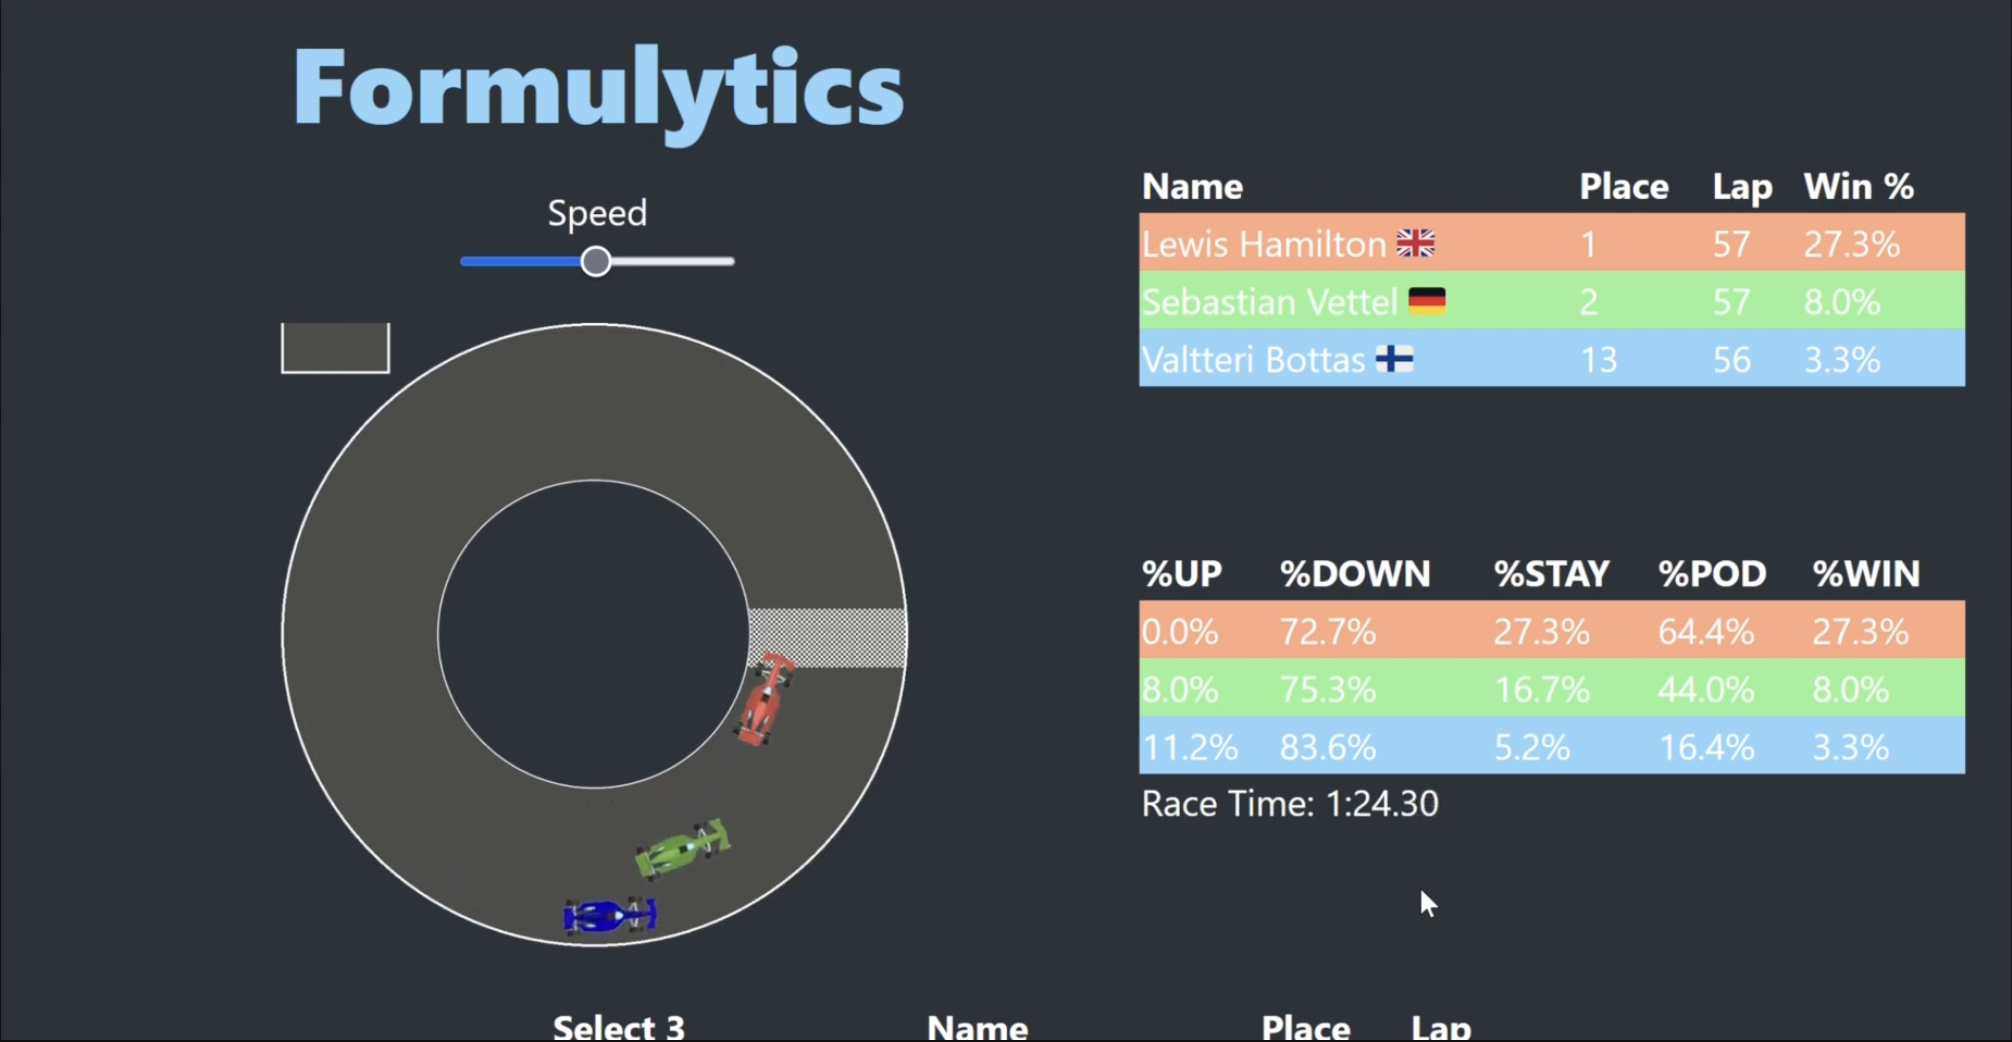 Formulytics
Speed
Name Place Lap Win %
Lewis Hamilton 1 57 27.3%
Sebastian Vettel 2 57 8.0%
Valtteri Bottas 13 56 3.3%
%UP %DOWN %STAY %POD %WIN
0.0% 72.7% 27.3% 64.4% 27.3%
8.0% 75.3% 16.7% 44.0% 8.0%
11.2% 83.6% 5.2% 16.4% 3.3%
Race Time: 1:24.30
Select 3 Name Place Lap